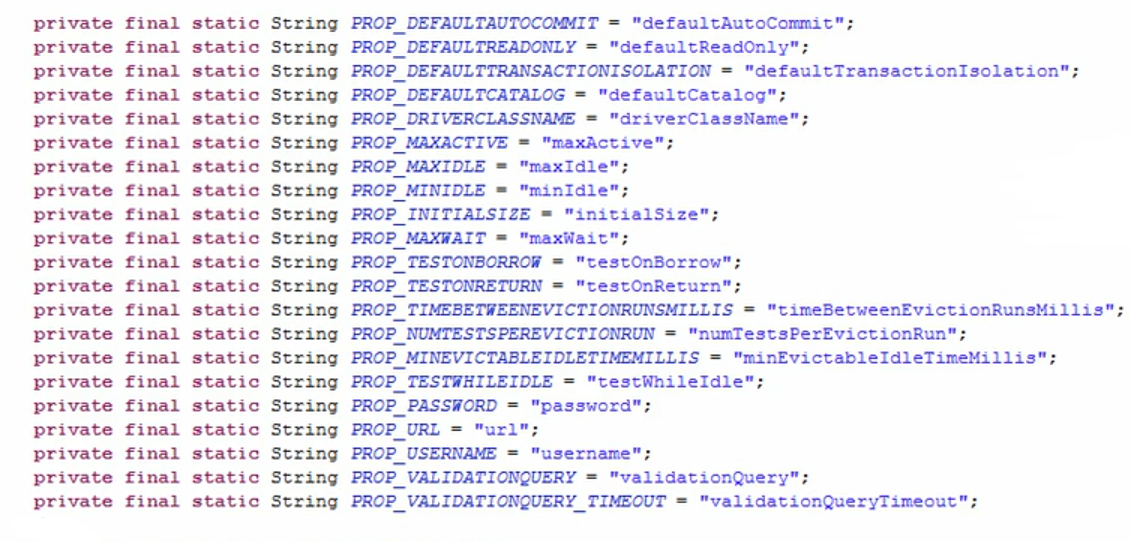 private final static String PROP_DEFAULTAUTOCOMMIT = "defaultAutoCommit";
private final static String PROP_DEFAULTREADONLY = "defaultReadOnly";
private final static String PROP_DEFAULTTRANSACTIONISOLATION = "defaultTransactionIsolation";
private final static String PROP_DEFAULTCATALOG = "defaultCatalog";
private final static String PROP_DRIVERCLASSNAME = "driverClassName";
private final static String PROP_MAXACTIVE = "maxActive";
private final static String PROP_MAXIDLE = "maxIdle";
private final static String PROP_MINIDLE = "minIdle";
private final static String PROP_INITIALSIZE = "initialSize";
private final static String PROP_MAXWAIT = "maxWait";
private final static String PROP_TESTONBORROW = "testOnBorrow";
private final static String PROP_TESTONRETURN = "testOnReturn";
private final static String PROP_TIMEBETWEENEVICTIONRUNSMILLIS = "timeBetweenEvictionRunsMillis";
private final static String PROP_NUMTESTSPEREVICTIONRUN = "numTestsPerEvictionRun";
private final static String PROP_MINEVICTABLEIDLETIMEMILLIS = "minEvictableIdleTimeMillis";
private final static String PROP_TESTWHILEIDLE = "testWhileIdle";
private final static String PROP_PASSWORD = "password";
private final static String PROP_URL = "url";
private final static String PROP_USERNAME = "username";
private final static String PROP_VALIDATIONQUERY = "validationQuery";
private final static String PROP_VALIDATIONQUERY_TIMEOUT = "validationQueryTimeout";